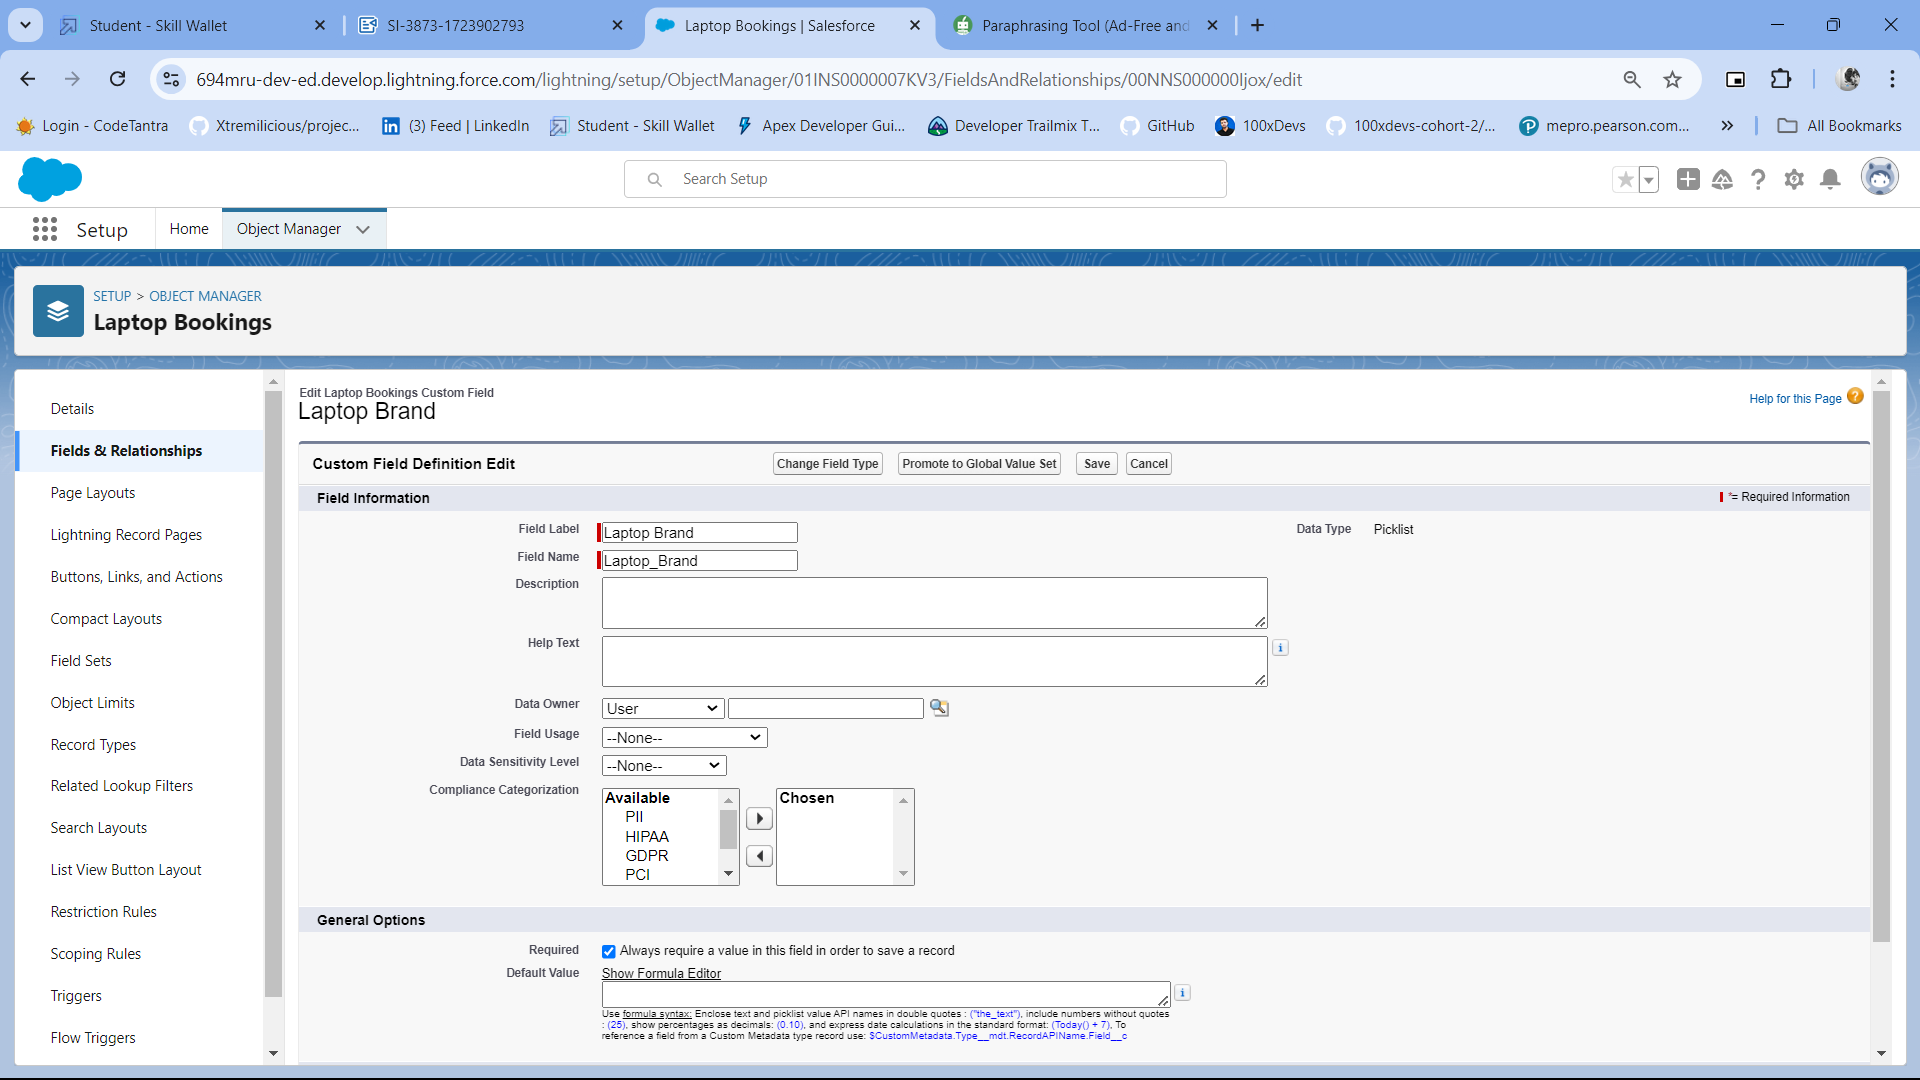 Student - Skill Wallet
SI-3873-1723902793
Laptop Bookings | Salesforce
Paraphrasing Tool (Ad-Free and
694mru-dev-ed.develop.lightning.force.com/lightning/setup/ObjectManager/01INS0000007KV3/FieldsAndRelationships/00NNS000000Ijox/edit
Login - CodeTantra
Xtremilicious/projec...
(3) Feed | LinkedIn
Student - Skill Wallet
Apex Developer Gui...
Developer Trailmix T...
GitHub
100xDevs
100xdevs-cohort-2/...
mepro.pearson.com...
All Bookmarks
Search Setup
Setup
Home
Object Manager
SETUP > OBJECT MANAGER
Laptop Bookings
Details
Fields & Relationships
Page Layouts
Lightning Record Pages
Buttons, Links, and Actions
Compact Layouts
Field Sets
Object Limits
Record Types
Related Lookup Filters
Search Layouts
List View Button Layout
Restriction Rules
Scoping Rules
Triggers
Flow Triggers
Edit Laptop Bookings Custom Field
Laptop Brand
Help for this Page
Custom Field Definition Edit
Change Field Type
Promote to Global Value Set
Save
Cancel
Field Information
*= Required Information
Field Label Laptop Brand
Data Type Picklist
Field Name Laptop_Brand
Description
Help Text
Data Owner User
Field Usage --None--
Data Sensitivity Level --None--
Compliance Categorization
Available
PII
HIPAA
GDPR
PCI
Chosen
General Options
Required Always require a value in this field in order to save a record
Default Value Show Formula Editor
Use formula syntax: Enclose text and picklist value API names in double quotes : ("the_text"), include numbers without quotes
: (25), show percentages as decimals: (0.10), and express date calculations in the standard format: (Today() + 7), To
reference a field from a Custom Metadata type record use: $CustomMetadata.Type__mdt.RecordAPIName.Field__c